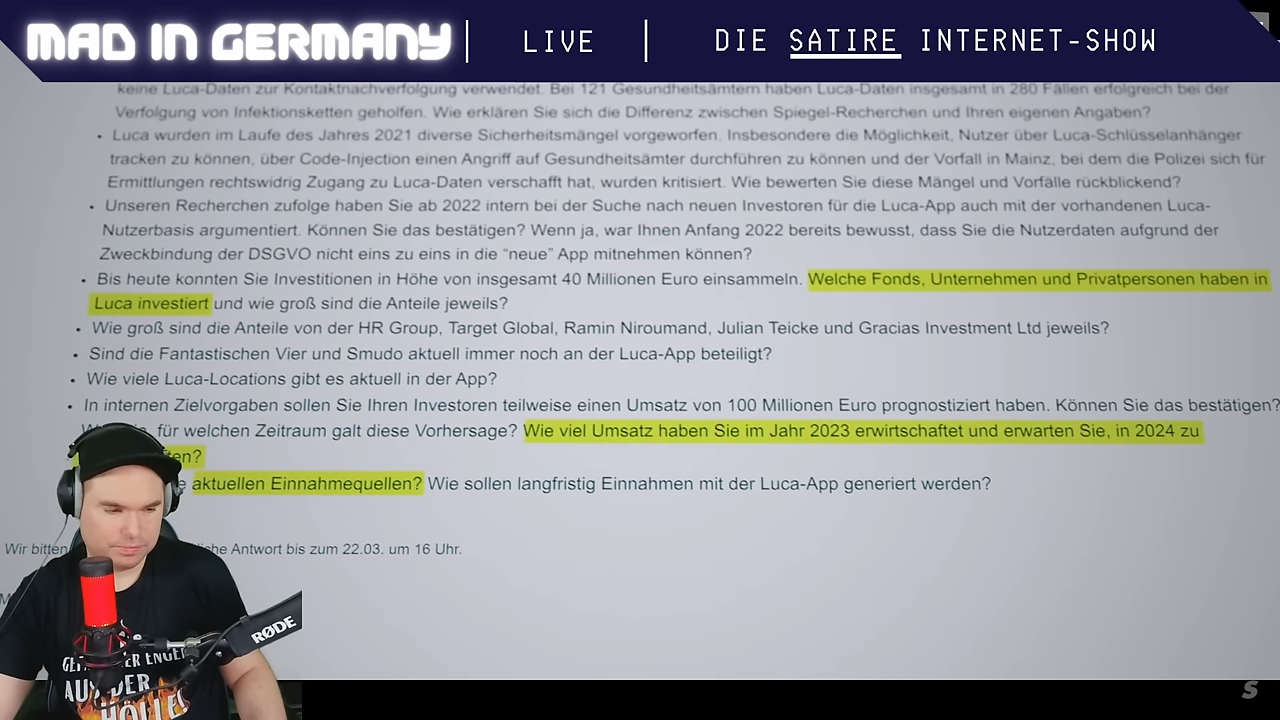 MAD IN GERMANY | LIVE | DIE SATIRE INTERNET-SHOW
keine Luca-Daten zur Kontaktnachverfolgung verwendet. Bei 121 Gesundheitsämtern haben Luca-Daten insgesamt in 280 Fällen erfolgreich bei der
Verfolgung von Infektionsketten geholfen. Wie erklären Sie sich die Differenz zwischen Spiegel-Recherchen und Ihren eigenen Angaben?
• Luca wurden im Laufe des Jahres 2021 diverse Sicherheitsmängel vorgeworfen. Insbesondere die Möglichkeit, Nutzer über Luca-Schlüsselanhänger
tracken zu können, über Code-Injection einen Angriff auf Gesundheitsämter durchführen zu können und der Vorfall in Mainz, bei dem die Polizei sich für
Ermittlungen rechtswidrig Zugang zu Luca-Daten verschafft hat, wurden kritisiert. Wie bewerten Sie diese Mängel und Vorfälle rückblickend?
• Unseren Recherchen zufolge haben Sie ab 2022 intern bei der Suche nach neuen Investoren für die Luca-App auch mit der vorhandenen Luca-
Nutzerbasis argumentiert. Können Sie das bestätigen? Wenn ja, war Ihnen Anfang 2022 bereits bewusst, dass Sie die Nutzerdaten aufgrund der
Zweckbindung der DSGVO nicht eins zu eins in die “neue” App mitnehmen können?
• Bis heute konnten Sie Investitionen in Höhe von insgesamt 40 Millionen Euro einsammeln. Welche Fonds, Unternehmen und Privatpersonen haben in
Luca investiert und wie groß sind die Anteile jeweils?
• Wie groß sind die Anteile von der HR Group, Target Global, Ramin Niroumand, Julian Teicke und Gracias Investment Ltd jeweils?
• Sind die Fantastischen Vier und Smudo aktuell immer noch an der Luca-App beteiligt?
• Wie viele Luca-Locations gibt es aktuell in der App?
• In internen Zielvorgaben sollen Sie Ihren Investoren teilweise einen Umsatz von 100 Millionen Euro prognostiziert haben. Können Sie das bestätigen?
für welchen Zeitraum galt diese Vorhersage? Wie viel Umsatz haben Sie im Jahr 2023 erwirtschaftet und erwarten Sie, in 2024 zu
ten?
e aktuellen Einnahmequellen? Wie sollen langfristig Einnahmen mit der Luca-App generiert werden?
Wir bitten che Antwort bis zum 22.03. um 16 Uhr.
RØDE
AUS DER
HÖLLE
S